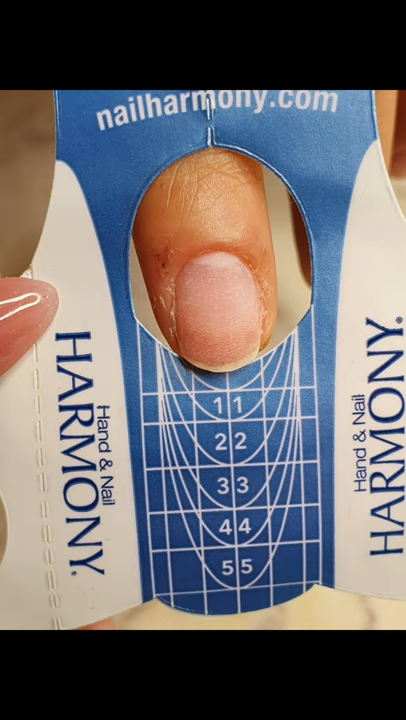 nailharmony.com
Hand & Nail
HARMONY
Hand & Nail
HARMONY®
1 1
2 2
3 3
4 4
5 5